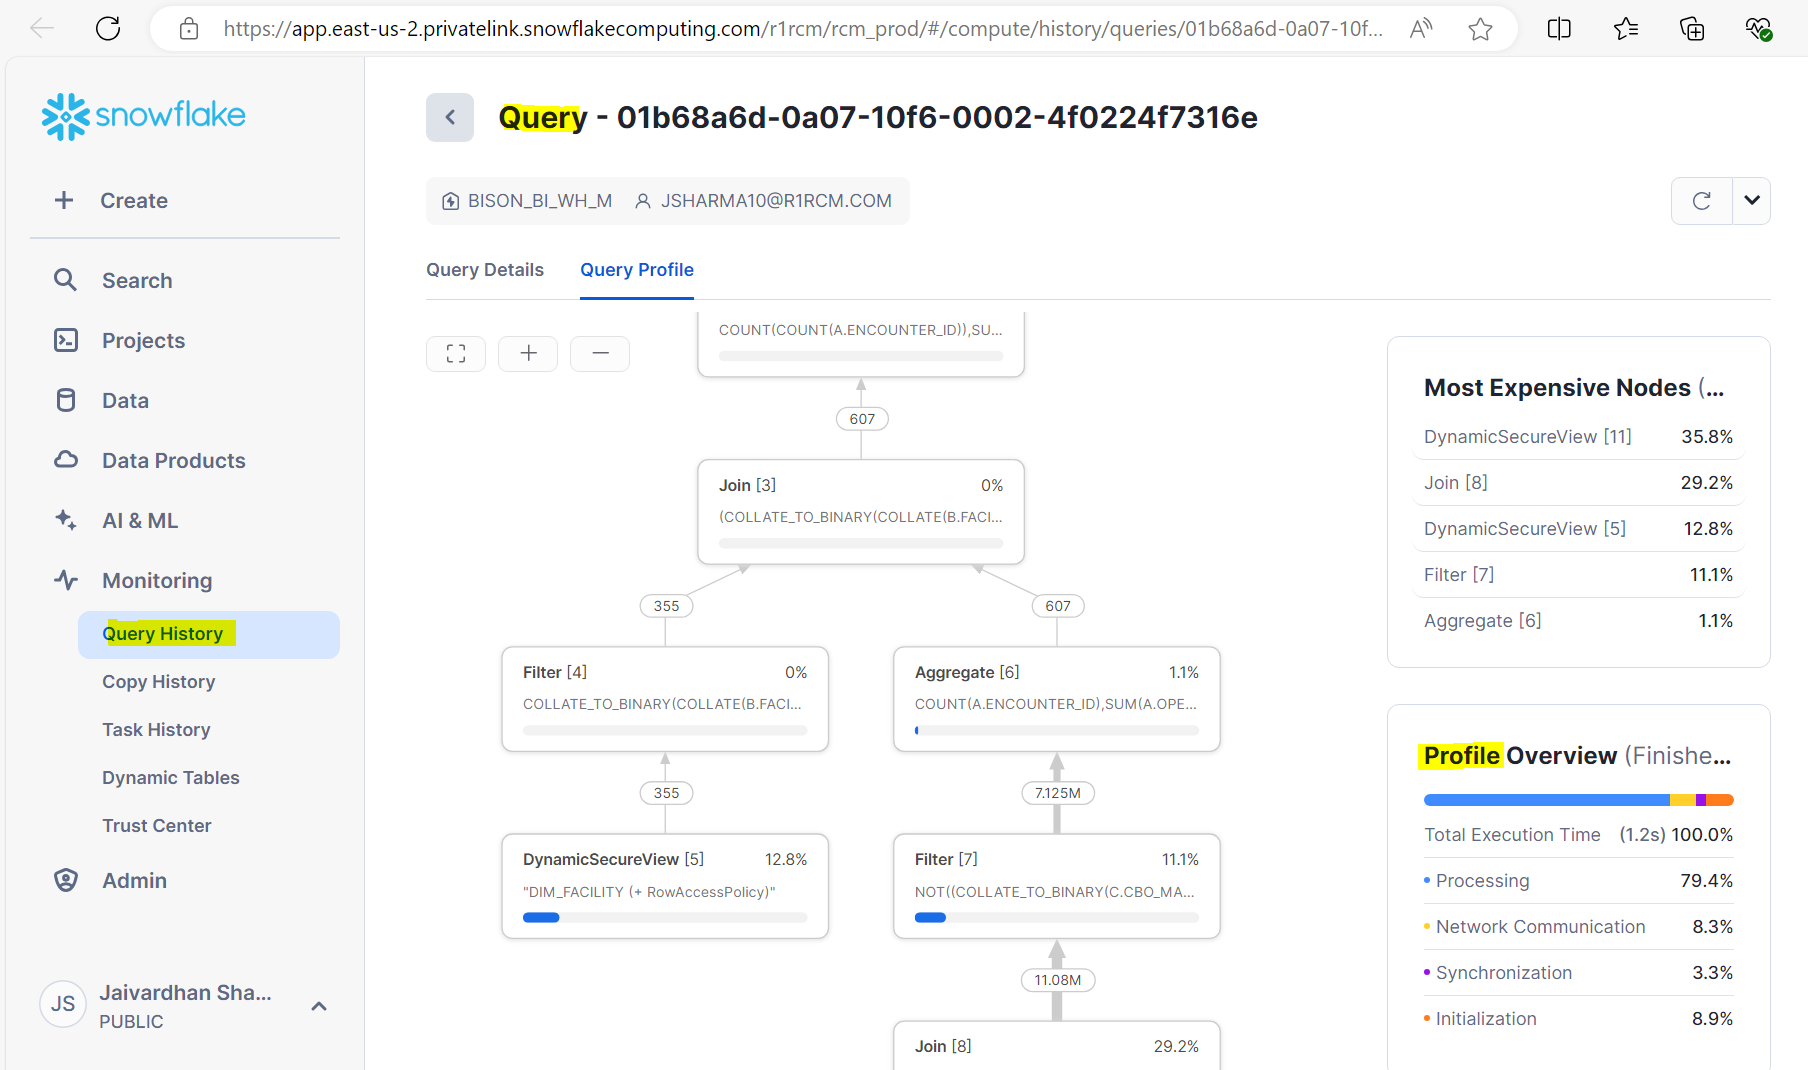 https://app.east-us-2.privatelink.snowflakecomputing.com/r1rcm/rcm_prod/#/compute/history/queries/01b68a6d-0a07-10f...
snowflake
Create
Search
Projects
Data
Data Products
AI & ML
Monitoring
Query History
Copy History
Task History
Dynamic Tables
Trust Center
Admin
JS
Jaivardhan Sha...
PUBLIC
Query - 01b68a6d-0a07-10f6-0002-4f0224f7316e
BISON_BI_WH_M JSHARMA10@R1RCM.COM
Query Details Query Profile
COUNT(COUNT(A.ENCOUNTER_ID)),SU...
607
Join [3] 0%
(COLLATE_TO_BINARY(COLLATE(B.FACI...
355
607
Filter [4] 0%
COLLATE_TO_BINARY(COLLATE(B.FACI...
Aggregate [6] 1.1%
COUNT(A.ENCOUNTER_ID),SUM(A.OPE...
355
7.125M
DynamicSecureView [5] 12.8%
"DIM_FACILITY (+ RowAccessPolicy)"
Filter [7] 11.1%
NOT((COLLATE_TO_BINARY(C.CBO_MA...
11.08M
Join [8] 29.2%
Most Expensive Nodes (...
DynamicSecureView [11] 35.8%
Join [8] 29.2%
DynamicSecureView [5] 12.8%
Filter [7] 11.1%
Aggregate [6] 1.1%
Profile Overview (Finishe...
Total Execution Time (1.2s) 100.0%
Processing 79.4%
Network Communication 8.3%
Synchronization 3.3%
Initialization 8.9%